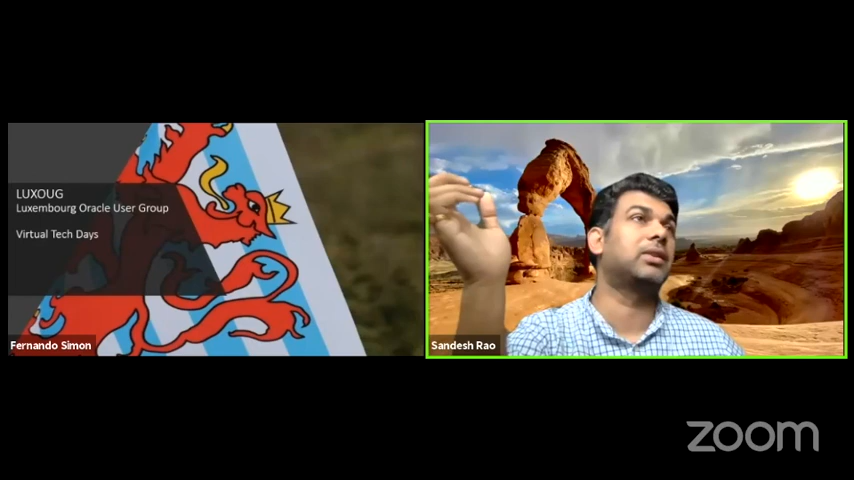 LUXOUG
Luxembourg Oracle User Group
Virtual Tech Days
Fernando Simon
Sandesh Rao
zoom